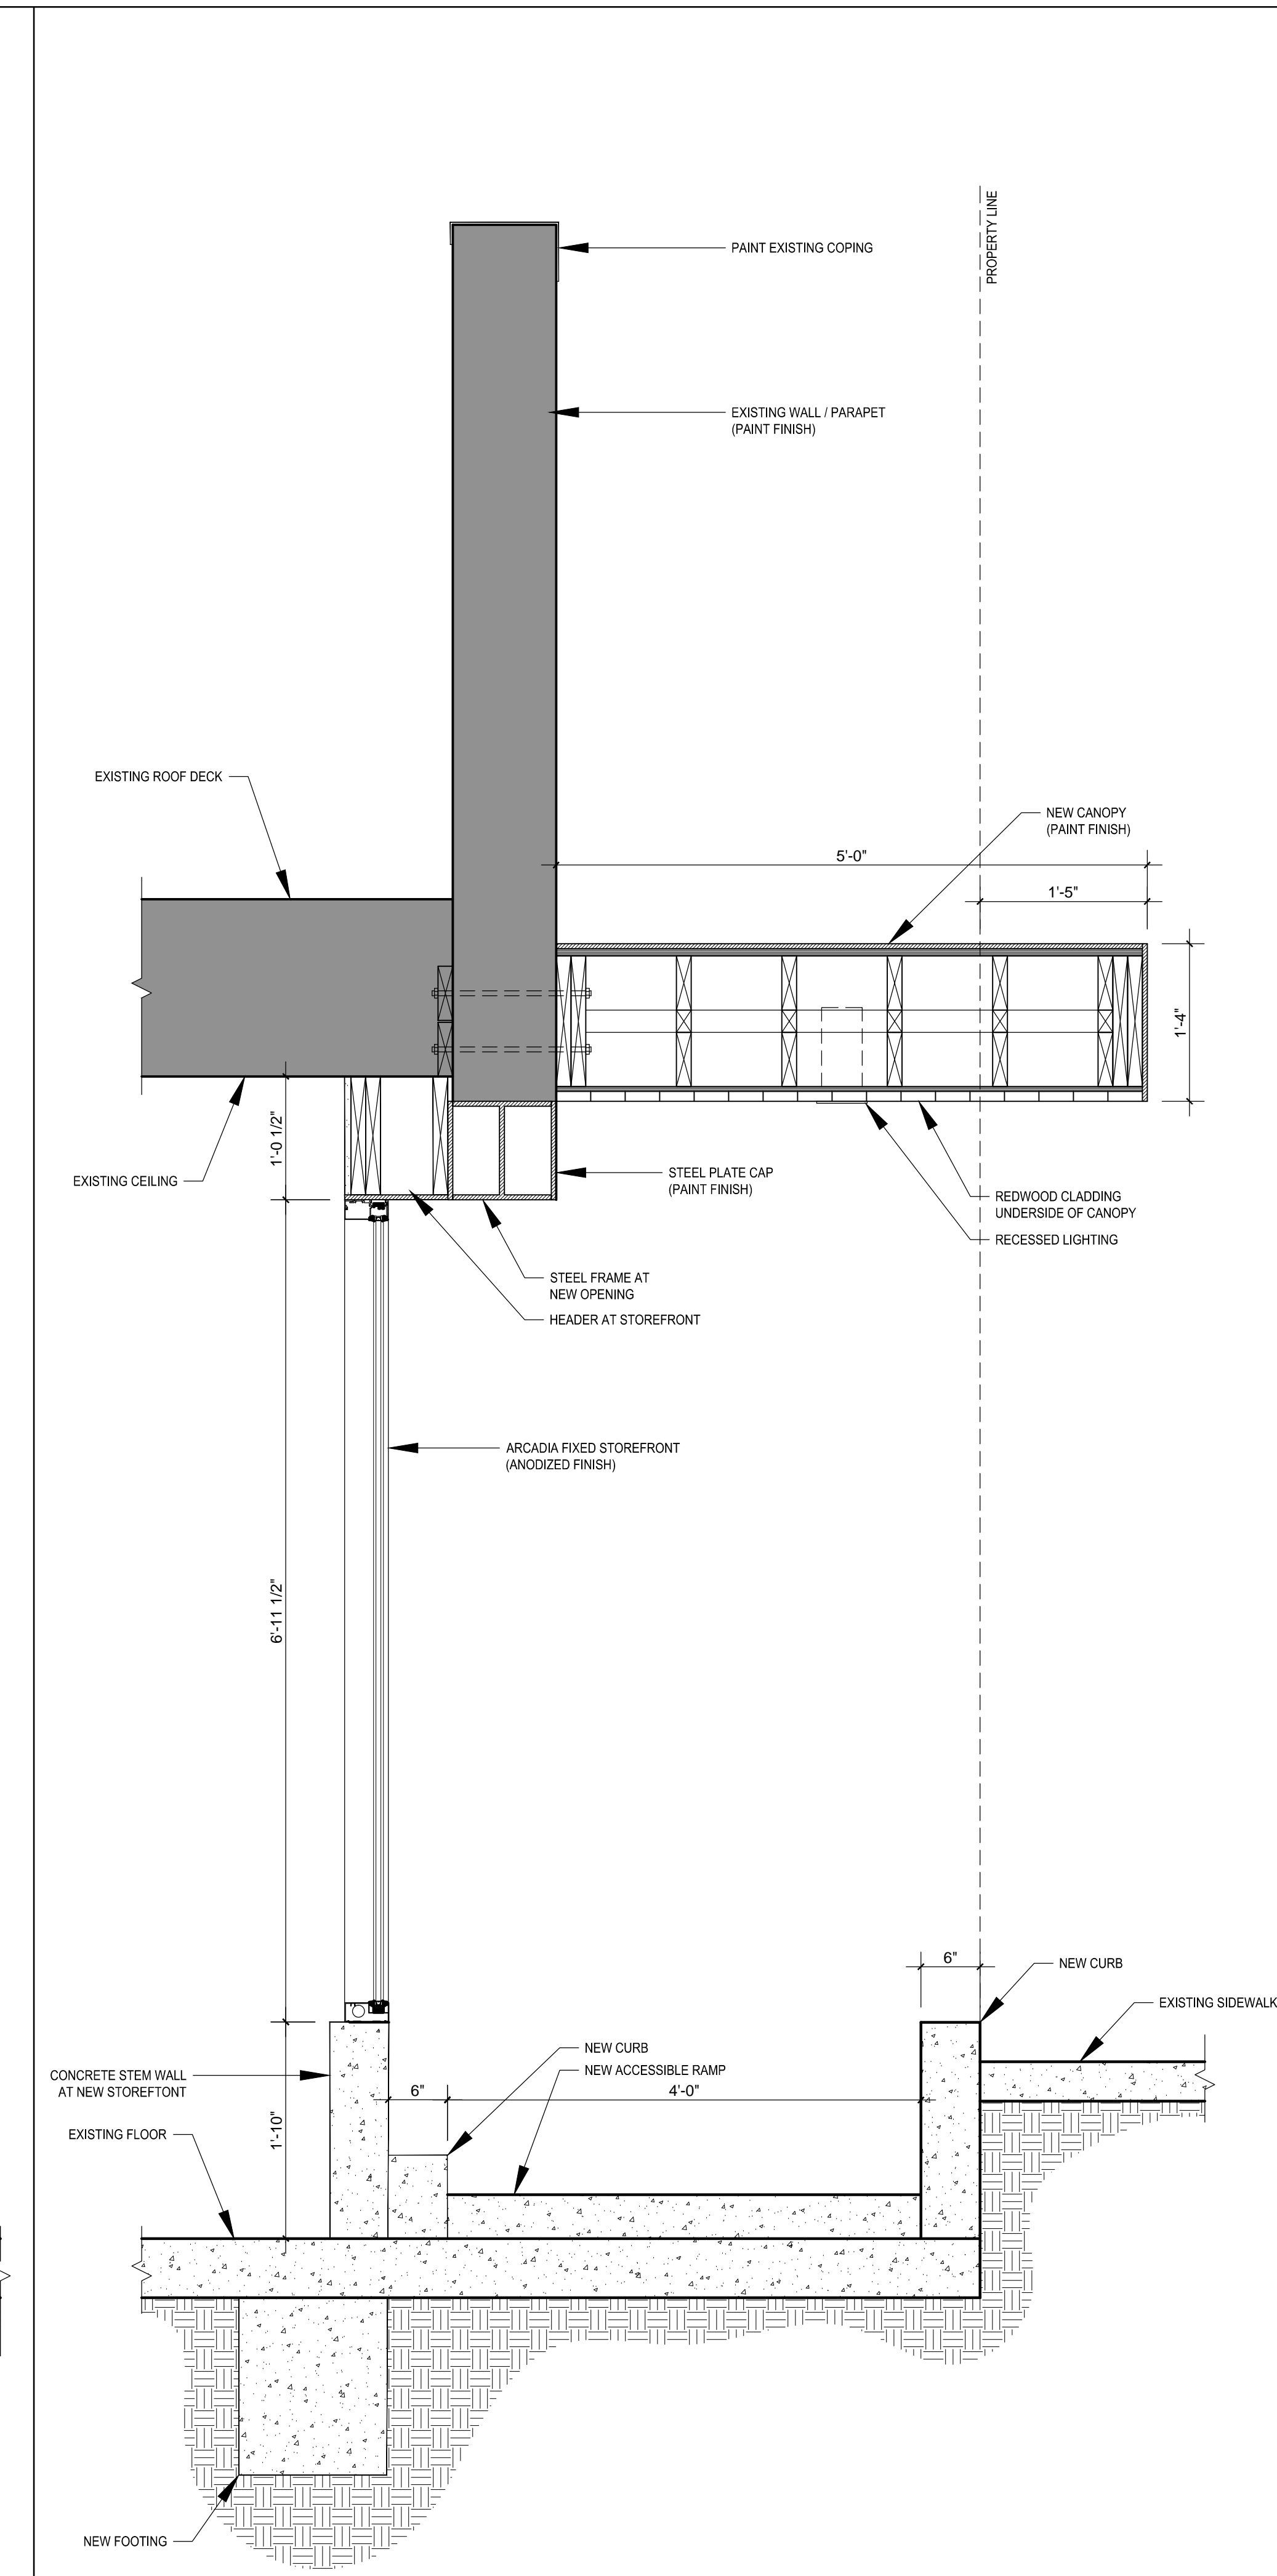 PROPERTY LINE
PAINT EXISTING COPING
EXISTING WALL / PARAPET
(PAINT FINISH)
EXISTING ROOF DECK
NEW CANOPY
(PAINT FINISH)
5'-0"
1'-5"
1'-4"
1'-0 1/2"
EXISTING CEILING
STEEL PLATE CAP
(PAINT FINISH)
REDWOOD CLADDING
UNDERSIDE OF CANOPY
RECESSED LIGHTING
STEEL FRAME AT
NEW OPENING
HEADER AT STOREFRONT
ARCADIA FIXED STOREFRONT
(ANODIZED FINISH)
6'-11 1/2"
6"
NEW CURB
EXISTING SIDEWALK
NEW CURB
NEW ACCESSIBLE RAMP
CONCRETE STEM WALL
AT NEW STOREFTONT
6"
4'-0"
1'-10"
EXISTING FLOOR
NEW FOOTING